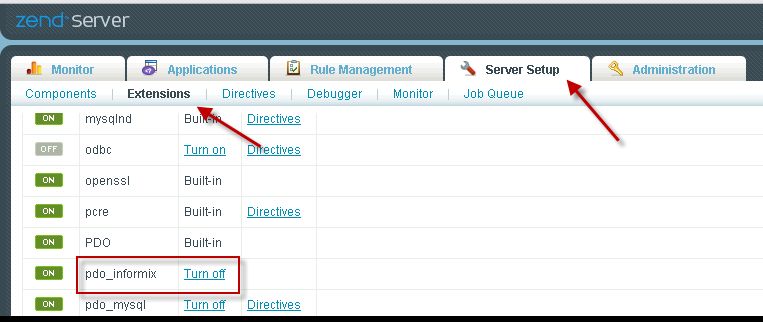 zend server
Monitor Applications Rule Management Server Setup Administration
Components | Extensions | Directives | Debugger | Monitor | Job Queue
ON mysqlnd Built-in Directives
OFF odbc Turn on Directives
ON openssl Built-in
ON pcre Built-in Directives
ON PDO Built-in
ON pdo_informix Turn off
ON pdo_mysql Turn off Directives